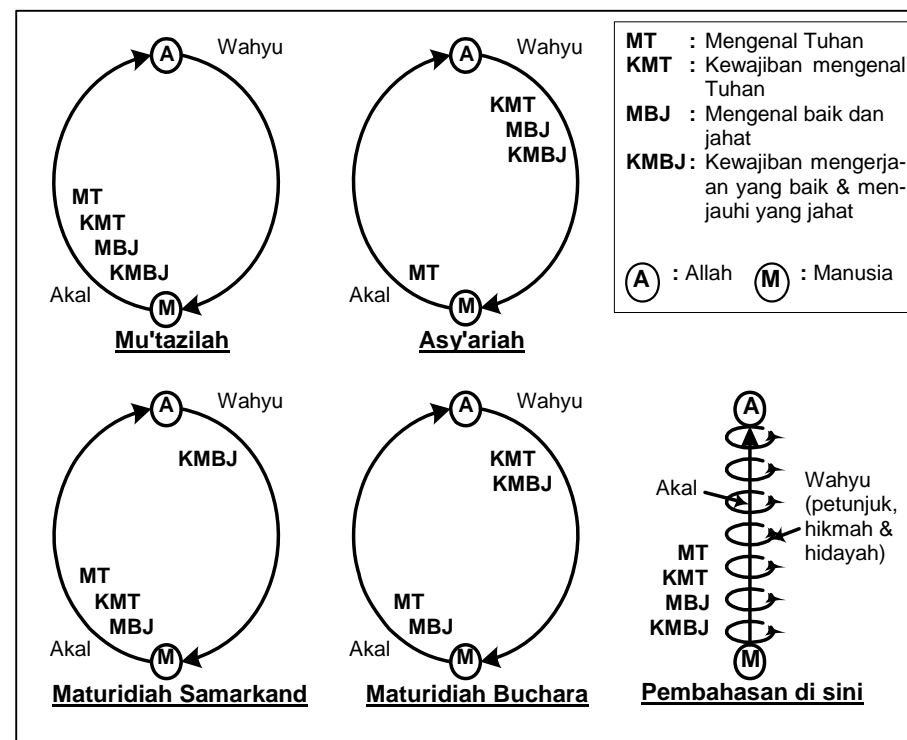 A
Wahyu
MT
KMT
MBJ
KMBJ
Akal
M
Mu'tazilah
A
Wahyu
KMT
MBJ
KMBJ
MT
Akal
M
Asy'ariah
MT : Mengenal Tuhan
KMT : Kewajiban mengenal
Tuhan
MBJ : Mengenal baik dan
jahat
KMBJ : Kewajiban mengerja-
an yang baik & men-
jauhi yang jahat
A : Allah M : Manusia
A
Wahyu
KMBJ
MT
KMT
MBJ
Akal
M
Maturidiah Samarkand
A
Wahyu
KMT
KMBJ
MT
MBJ
Akal
M
Maturidiah Buchara
A
Akal
Wahyu
(petunjuk,
hikmah &
hidayah)
MT
KMT
MBJ
KMBJ
M
Pembahasan di sini